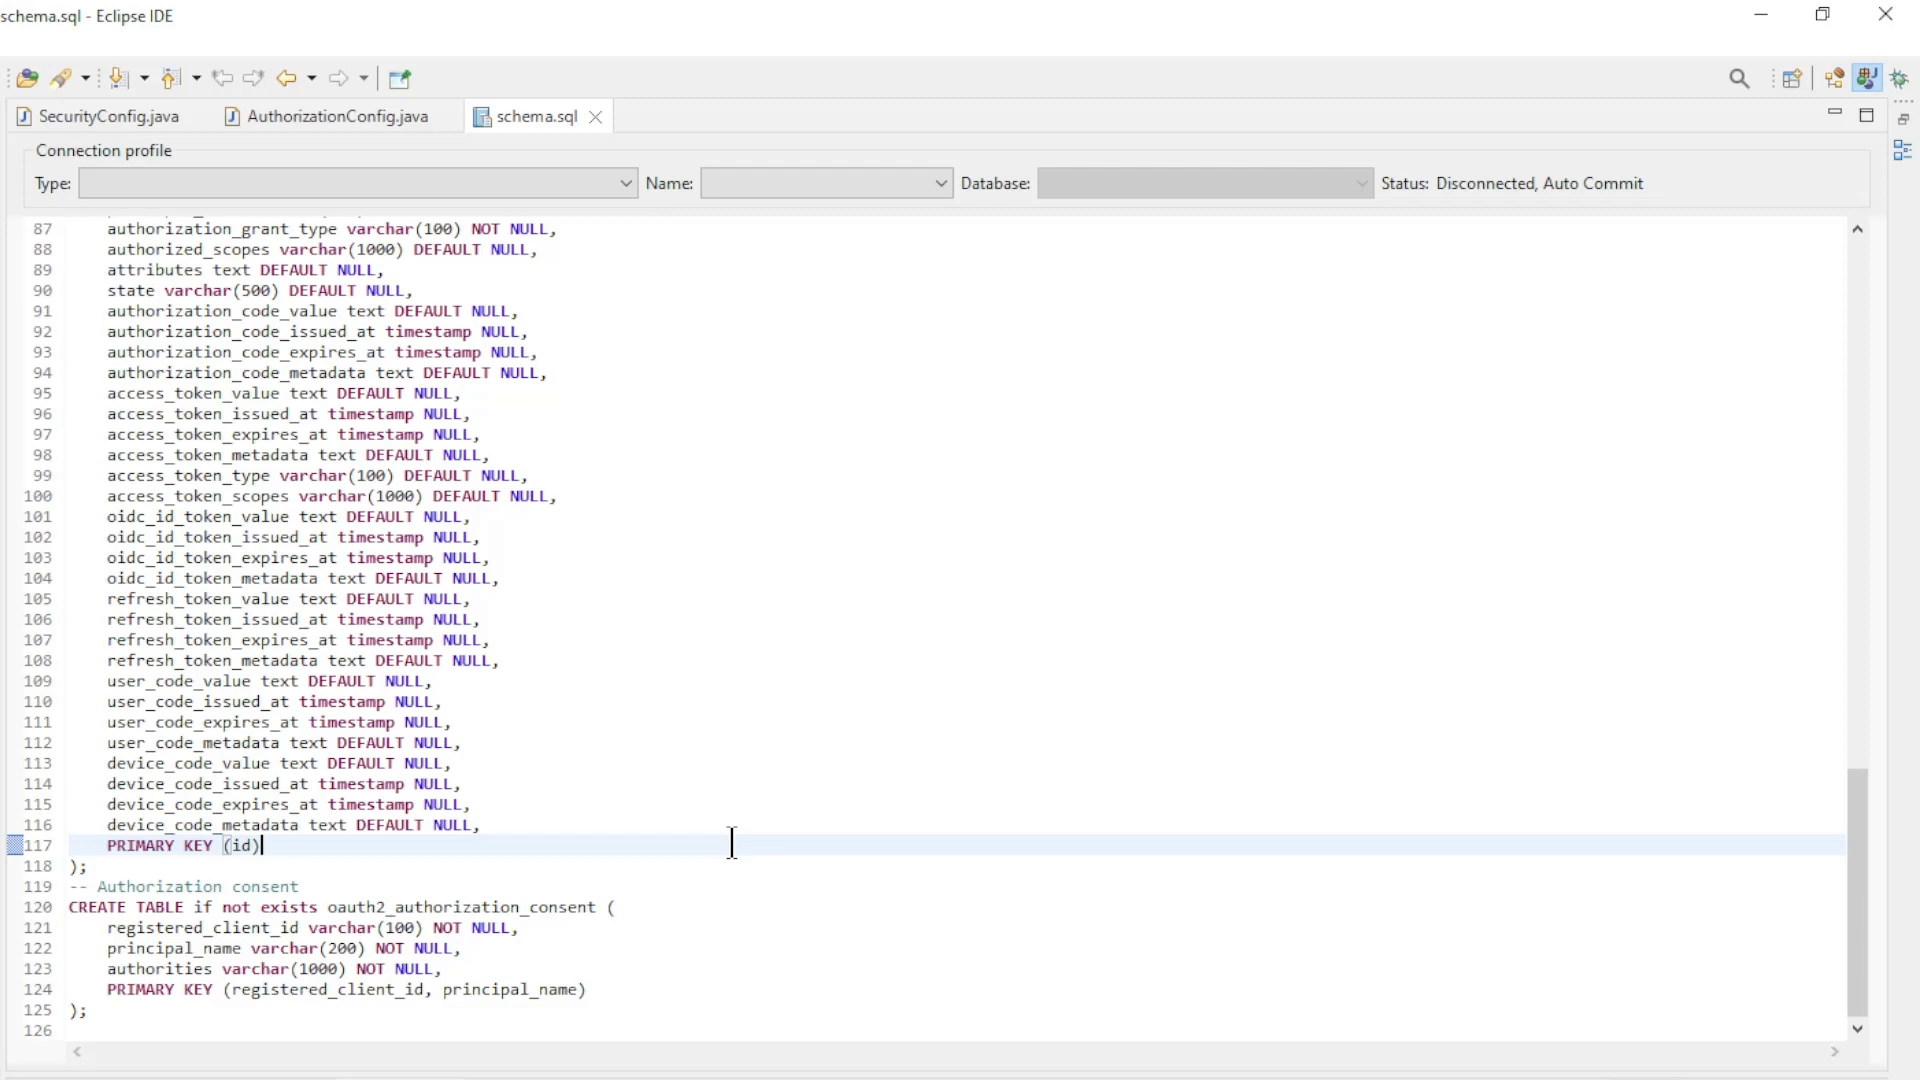 schema.sql - Eclipse IDE
SecurityConfig.java AuthorizationConfig.java schema.sql
Connection profile
Type: Name: Database: Status: Disconnected, Auto Commit
87 authorization_grant_type varchar(100) NOT NULL,
88 authorized_scopes varchar(1000) DEFAULT NULL,
89 attributes text DEFAULT NULL,
90 state varchar(500) DEFAULT NULL,
91 authorization_code_value text DEFAULT NULL,
92 authorization_code_issued_at timestamp NULL,
93 authorization_code_expires_at timestamp NULL,
94 authorization_code_metadata text DEFAULT NULL,
95 access_token_value text DEFAULT NULL,
96 access_token_issued_at timestamp NULL,
97 access_token_expires_at timestamp NULL,
98 access_token_metadata text DEFAULT NULL,
99 access_token_type varchar(100) DEFAULT NULL,
100 access_token_scopes varchar(1000) DEFAULT NULL,
101 oidc_id_token_value text DEFAULT NULL,
102 oidc_id_token_issued_at timestamp NULL,
103 oidc_id_token_expires_at timestamp NULL,
104 oidc_id_token_metadata text DEFAULT NULL,
105 refresh_token_value text DEFAULT NULL,
106 refresh_token_issued_at timestamp NULL,
107 refresh_token_expires_at timestamp NULL,
108 refresh_token_metadata text DEFAULT NULL,
109 user_code_value text DEFAULT NULL,
110 user_code_issued_at timestamp NULL,
111 user_code_expires_at timestamp NULL,
112 user_code_metadata text DEFAULT NULL,
113 device_code_value text DEFAULT NULL,
114 device_code_issued_at timestamp NULL,
115 device_code_expires_at timestamp NULL,
116 device_code_metadata text DEFAULT NULL,
117 PRIMARY KEY (id)
118 );
119 -- Authorization consent
120 CREATE TABLE if not exists oauth2_authorization_consent (
121 registered_client_id varchar(100) NOT NULL,
122 principal_name varchar(200) NOT NULL,
123 authorities varchar(1000) NOT NULL,
124 PRIMARY KEY (registered_client_id, principal_name)
125 );
126